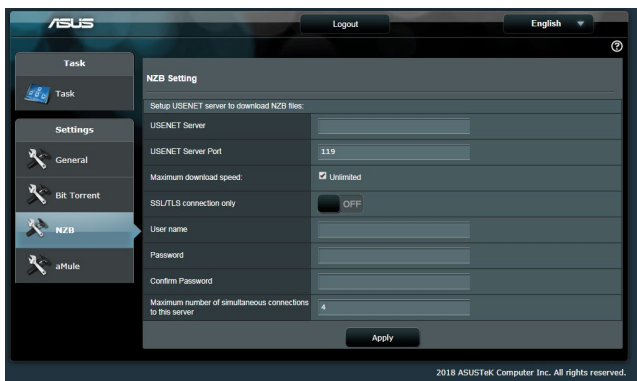 ASUS
Logout
English
?
Task
Task
Settings
General
Bit Torrent
NZB
aMule
NZB Setting
Setup USENET server to download NZB files:
USENET Server
USENET Server Port
119
Maximum download speed:
Unlimited
SSL/TLS connection only
OFF
User name
Password
Confirm Password
Maximum number of simultaneous connections
to this server
4
Apply
2018 ASUSTeK Computer Inc. All rights reserved.